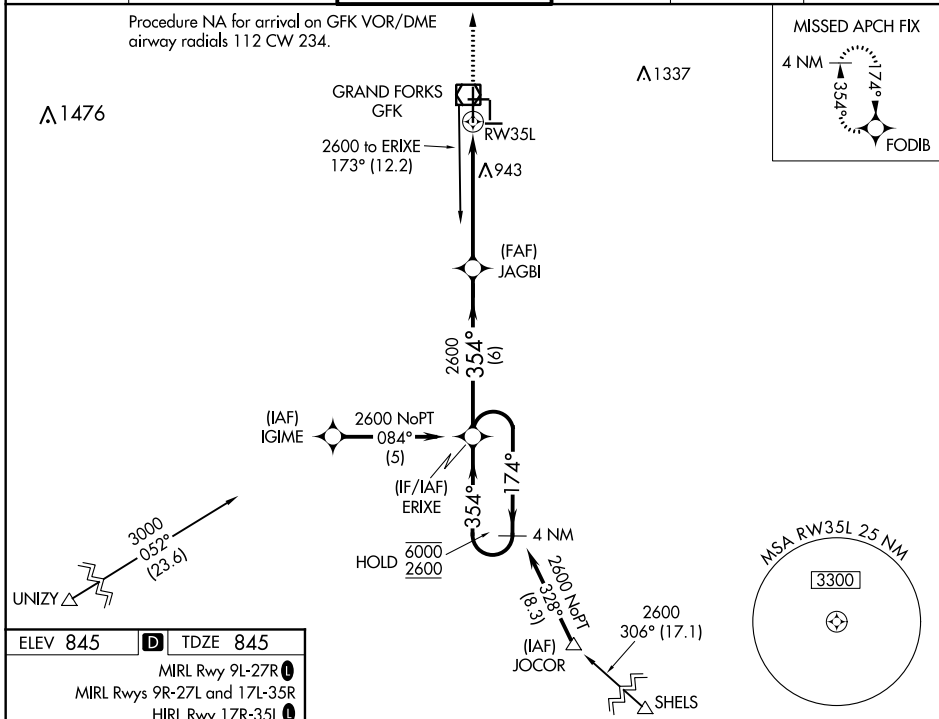 Procedure NA for arrival on GFK VOR/DME
airway radials 112 CW 234.
MISSED APCH FIX
4 NM
174°
354°
FODIB
1337
1476
GRAND FORKS
GFK
RW35L
2600 to ERIXE
173° (12.2)
943
(FAF)
JAGBI
2600
354°
(6)
(IAF)
IGIME
2600 NoPT
084°
(5)
(IF/IAF)
ERIXE
354°
174°
4 NM
HOLD 6000
2600
3000
052°
(23.6)
UNIZY
2600 NoPT
328°
(8.3)
(IAF)
JOCOR
2600
306° (17.1)
SHELS
MSA RW35L 25 NM
3300
ELEV 845 D TDZE 845
MIRL Rwy 9L-27R L
MIRL Rwys 9R-27L and 17L-35R
HIRL Rwy 17R-35L L